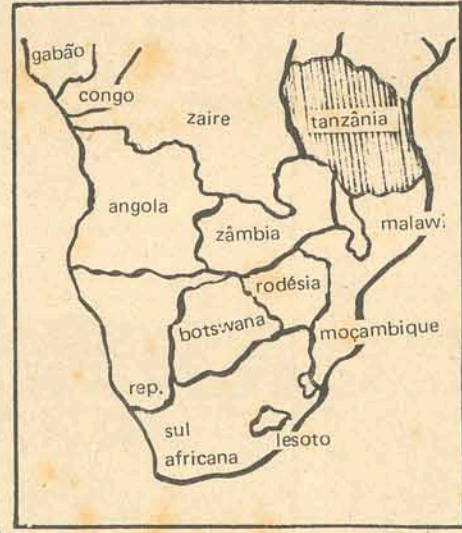 gabão
congo
zaire
tanzânia
angola
zâmbia
malawi
rodésia
botswana
moçambique
rep.
sul
africana
lesoto